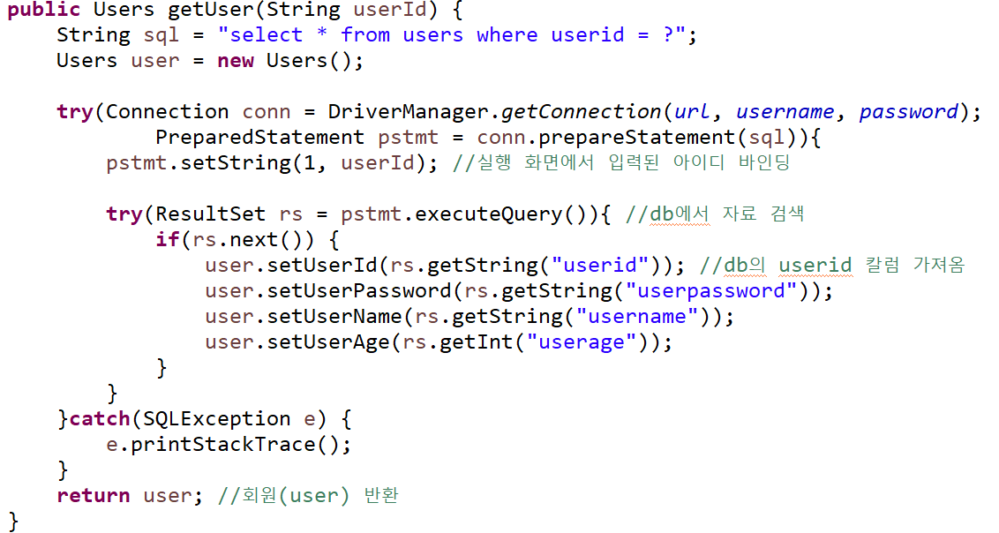 public Users getUser(String userId) {
    String sql = "select * from users where userid = ?";
    Users user = new Users();

    try(Connection conn = DriverManager.getConnection(url, username, password);
            PreparedStatement pstmt = conn.prepareStatement(sql)){
        pstmt.setString(1, userId); //실행 화면에서 입력된 아이디 바인딩

        try(ResultSet rs = pstmt.executeQuery()){ //db에서 자료 검색
            if(rs.next()) {
                user.setUserId(rs.getString("userid")); //db의 userid 칼럼 가져옴
                user.setUserPassword(rs.getString("userpassword"));
                user.setUserName(rs.getString("username"));
                user.setUserAge(rs.getInt("userage"));
            }
        }
    }catch(SQLException e) {
        e.printStackTrace();
    }
    return user; //회원(user) 반환
}